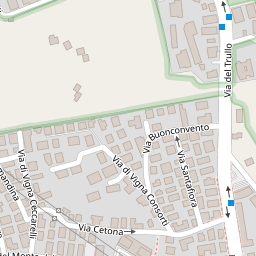 Via del Trullo
Via Buonconvento
Via di Vigna Ceccarelli
Via di Vigna Consorti
Via Santafiora
Via Cetona